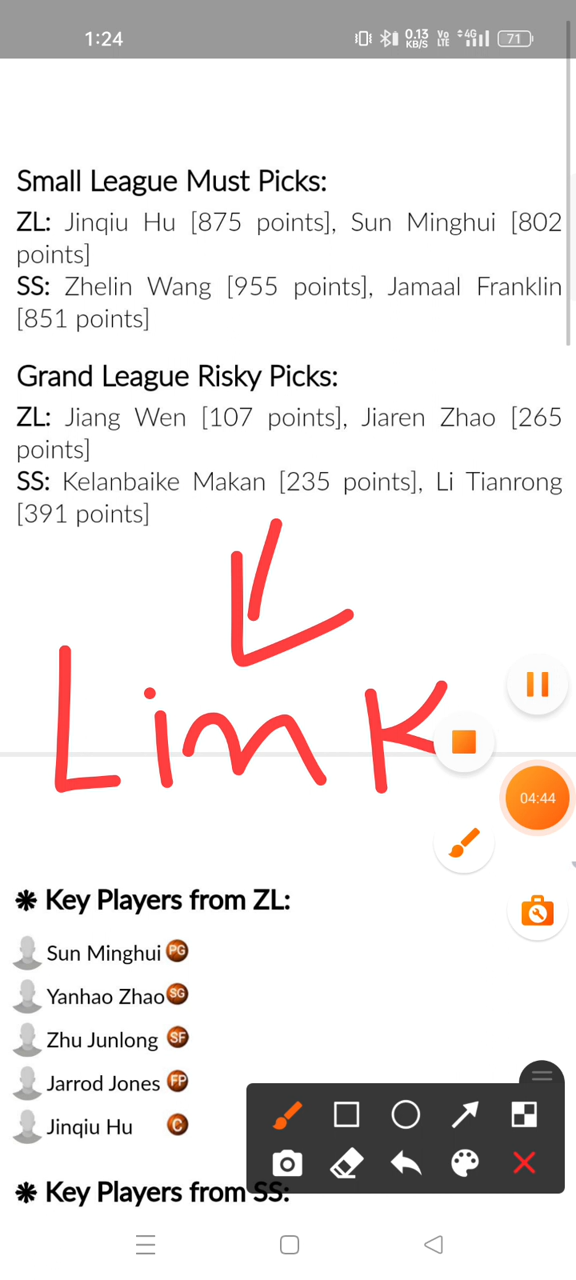 1:24 0.13 KB/S Vo LTE 4G 71
Small League Must Picks:
ZL: Jinqiu Hu [875 points], Sun Minghui [802
points]
SS: Zhelin Wang [955 points], Jamaal Franklin
[851 points]
Grand League Risky Picks:
ZL: Jiang Wen [107 points], Jiaren Zhao [265
points]
SS: Kelanbaike Makan [235 points], Li Tianrong
[391 points]
Link
04:44
✱ Key Players from ZL:
Sun Minghui PG
Yanhao Zhao SG
Zhu Junlong SF
Jarrod Jones FP
Jinqiu Hu C
✱ Key Players from SS: